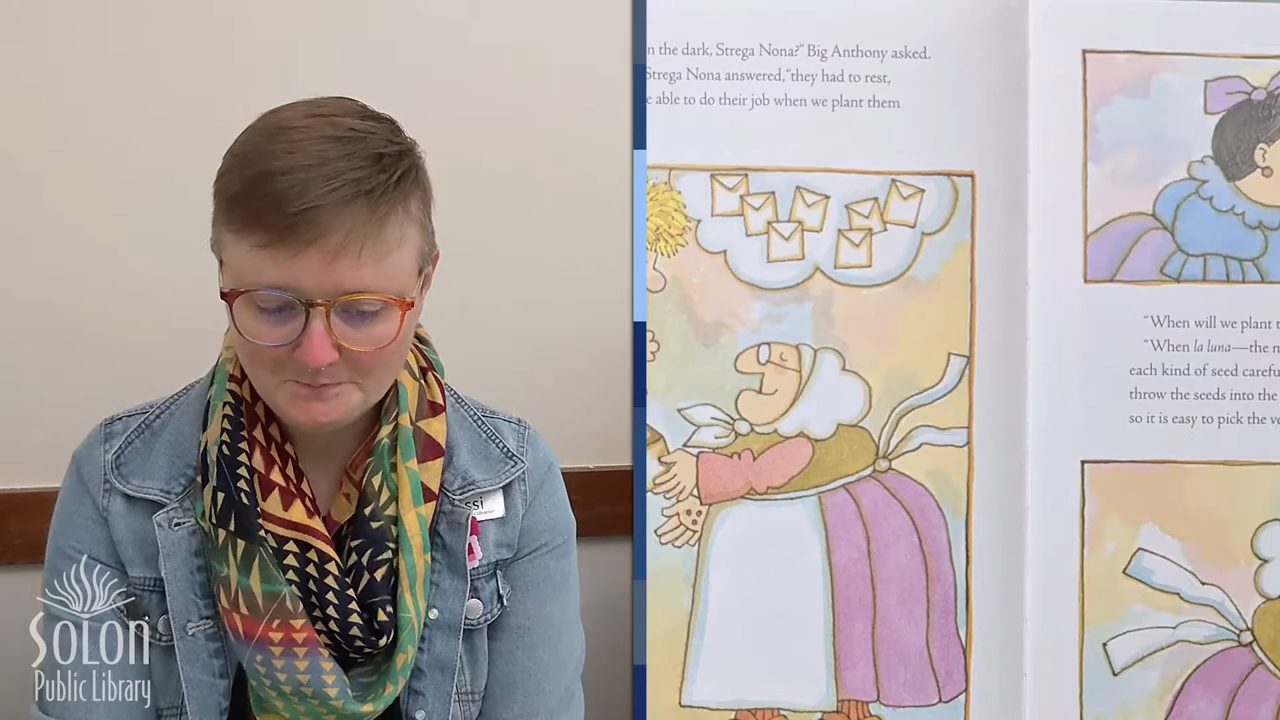 n the dark, Strega Nona?" Big Anthony asked.
Strega Nona answered, "they had to rest,
e able to do their job when we plant them
"When will we plant t
"When la luna—the m
each kind of seed carefu
throw the seeds into the
so it is easy to pick the ve
ssi
SOLON
Public Library